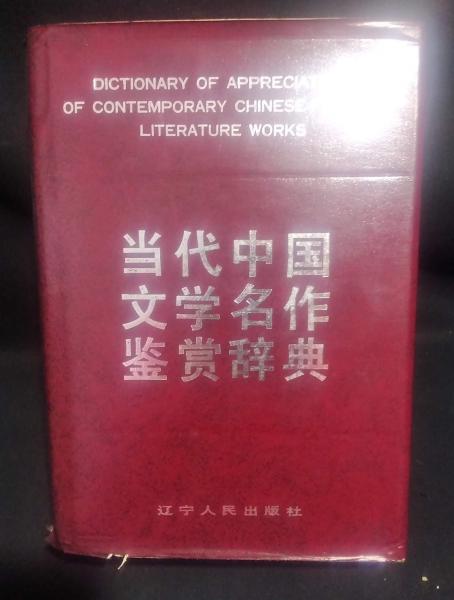 DICTIONARY OF
OF CONTEMPORARY CHINESE
LITERATURE WORKS
当代中国
文学名作
鉴赏辞典
辽宁人民出版社